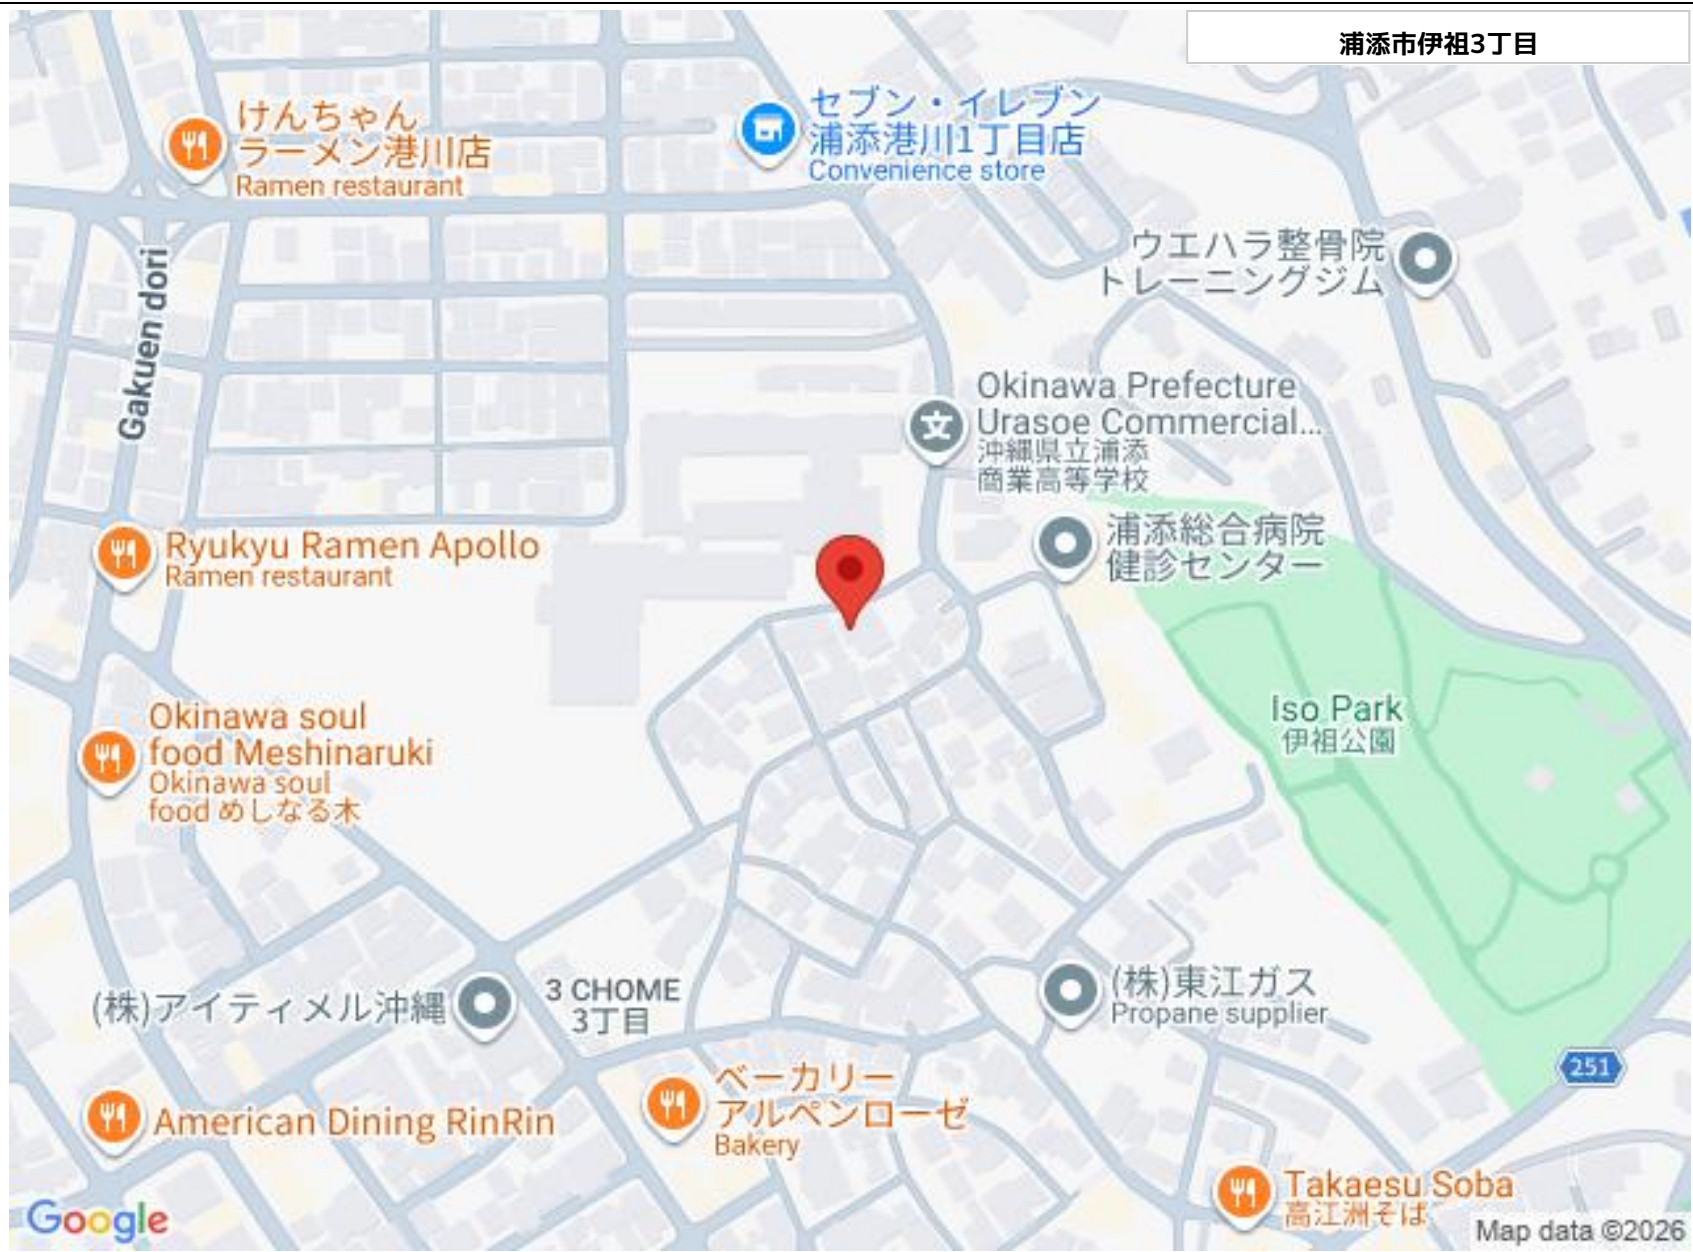 浦添市伊祖3丁目
けんちゃん
ラーメン港川店
Ramen restaurant
セブン・イレブン
浦添港川1丁目店
Convenience store
ウエハラ整骨院
トレーニングジム
Gakuen dori
Okinawa Prefecture
Urasoe Commercial...
沖縄県立浦添
商業高等学校
Ryukyu Ramen Apollo
Ramen restaurant
浦添総合病院
健診センター
Okinawa soul
food Meshinaruki
Okinawa soul
food めしなる木
Iso Park
伊祖公園
(株)アイティメル沖縄
3 CHOME
3丁目
(株)東江ガス
Propane supplier
251
American Dining RinRin
ベーカリー
アルペンローゼ
Bakery
Takaesu Soba
高江洲そば
Google
Map data ©2026